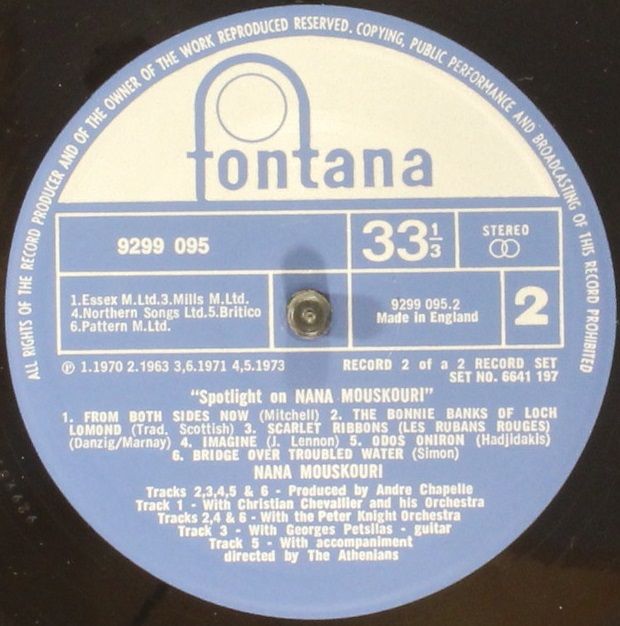 ALL RIGHTS OF THE RECORD PRODUCER AND OF THE OWNER OF THE WORK REPRODUCED RESERVED. COPYING, PUBLIC PERFORMANCE AND BROADCASTING OF THIS RECORD PROHIBITED
fontana
9299 095
33⅓
STEREO
1.Essex M.Ltd.3.Mills M.Ltd.
4.Northern Songs Ltd.5.Britico
6.Pattern M.Ltd.
9299 095.2
Made in England
2
℗ 1.1970 2.1963 3,6.1971 4,5.1973
RECORD 2 of a 2 RECORD SET
SET NO. 6641 197
"Spotlight on NANA MOUSKOURI"
1. FROM BOTH SIDES NOW (Mitchell) 2. THE BONNIE BANKS OF LOCH
LOMOND (Trad. Scottish) 3. SCARLET RIBBONS (LES RUBANS ROUGES)
(Danzig/Marnay) 4. IMAGINE (J. Lennon) 5. ODOS ONIRON (Hadjidakis)
6. BRIDGE OVER TROUBLED WATER (Simon)
NANA MOUSKOURI
Tracks 2,3,4,5 & 6 - Produced by Andre Chapelle
Track 1 - With Christian Chevallier and his Orchestra
Tracks 2,4 & 6 - With the Peter Knight Orchestra
Track 3 - With Georges Petsilas - guitar
Track 5 - With accompaniment
directed by The Athenians